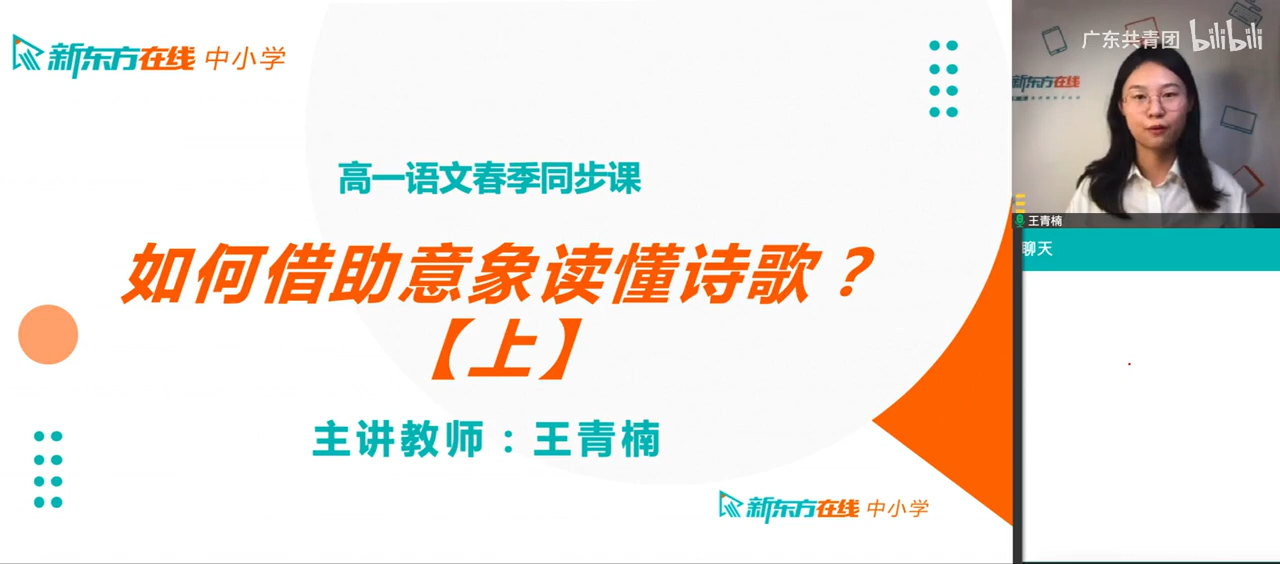 新东方在线 中小学
高一语文春季同步课
如何借助意象读懂诗歌？
【上】
主讲教师：王青楠
新东方在线 中小学
广东共青团 bilibili
新东方在线
王青楠
聊天